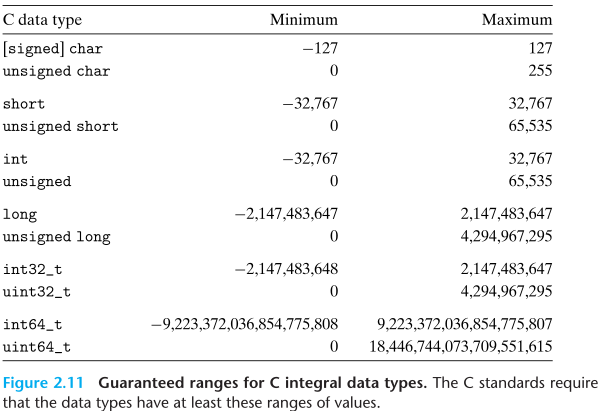 C data type Minimum Maximum
[signed] char −127 127
unsigned char 0 255
short −32,767 32,767
unsigned short 0 65,535
int −32,767 32,767
unsigned 0 65,535
long −2,147,483,647 2,147,483,647
unsigned long 0 4,294,967,295
int32_t −2,147,483,648 2,147,483,647
uint32_t 0 4,294,967,295
int64_t −9,223,372,036,854,775,808 9,223,372,036,854,775,807
uint64_t 0 18,446,744,073,709,551,615
Figure 2.11 Guaranteed ranges for C integral data types. The C standards require
that the data types have at least these ranges of values.